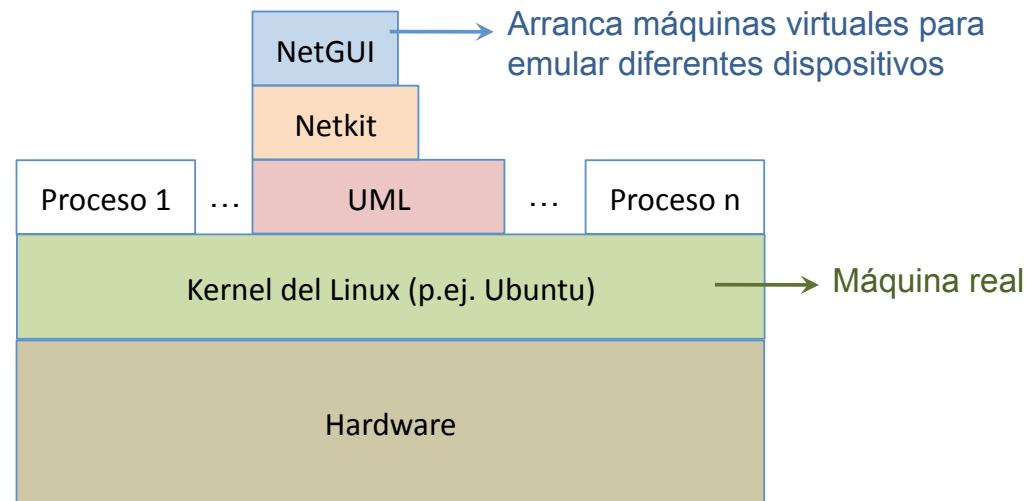 NetGUI
Arranca máquinas virtuales para
emular diferentes dispositivos
Netkit
Proceso 1 ... UML ... Proceso n
Kernel del Linux (p.ej. Ubuntu)
Máquina real
Hardware